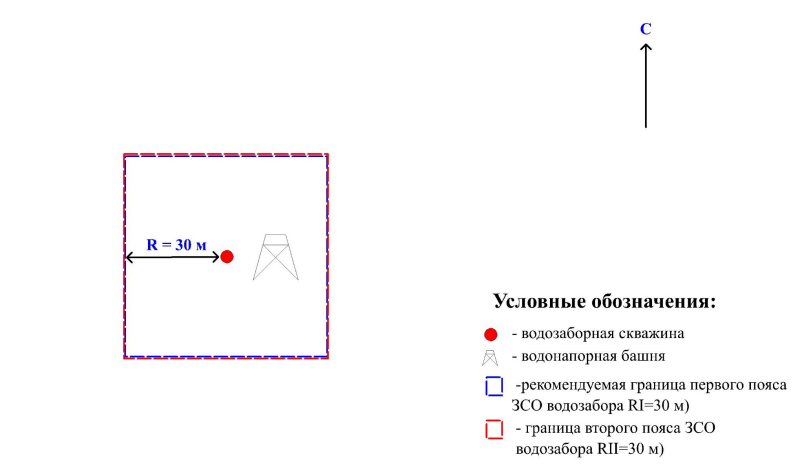 С
R = 30 м
Условные обозначения:
- водозаборная скважина
- водонапорная башня
-рекомендуемая граница первого пояса
ЗСО водозабора RI=30 м)
- граница второго пояса ЗСО
водозабора RII=30 м)